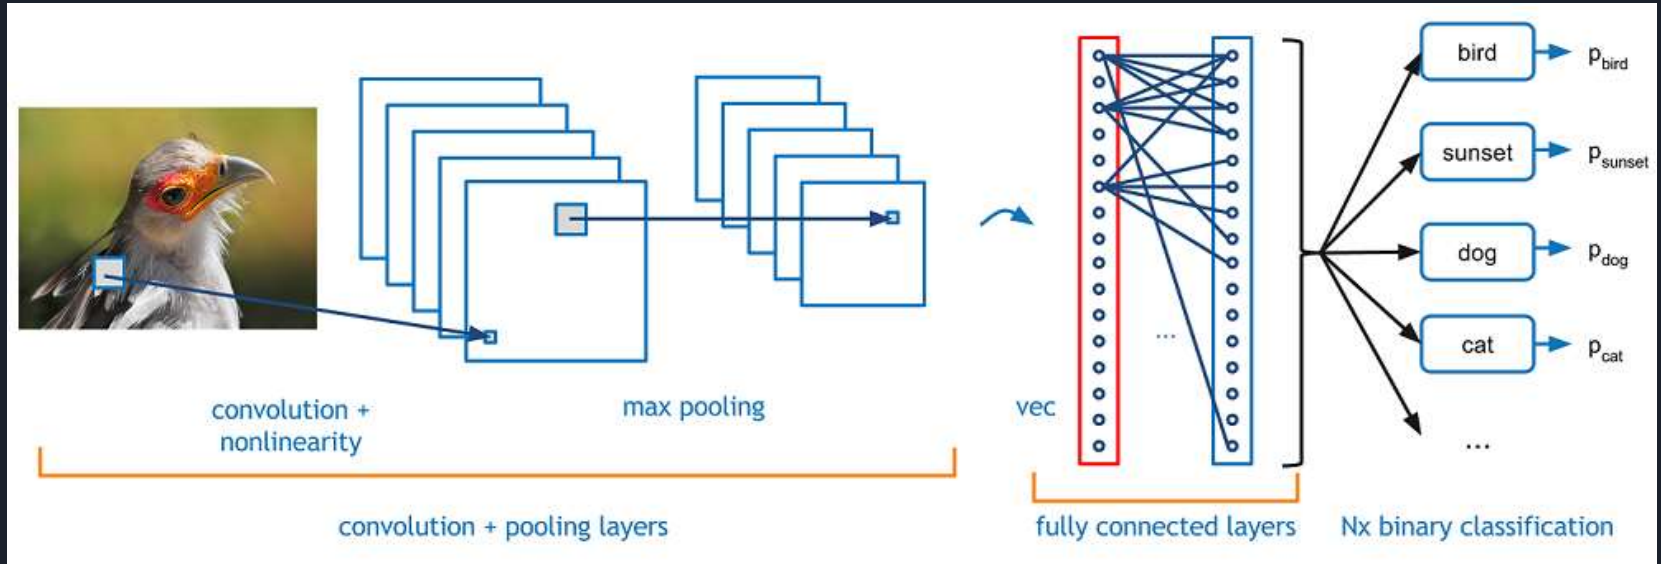 bird
p_bird
sunset
p_sunset
dog
p_dog
cat
p_cat
...
...
convolution +
nonlinearity
max pooling
vec
convolution + pooling layers
fully connected layers
Nx binary classification